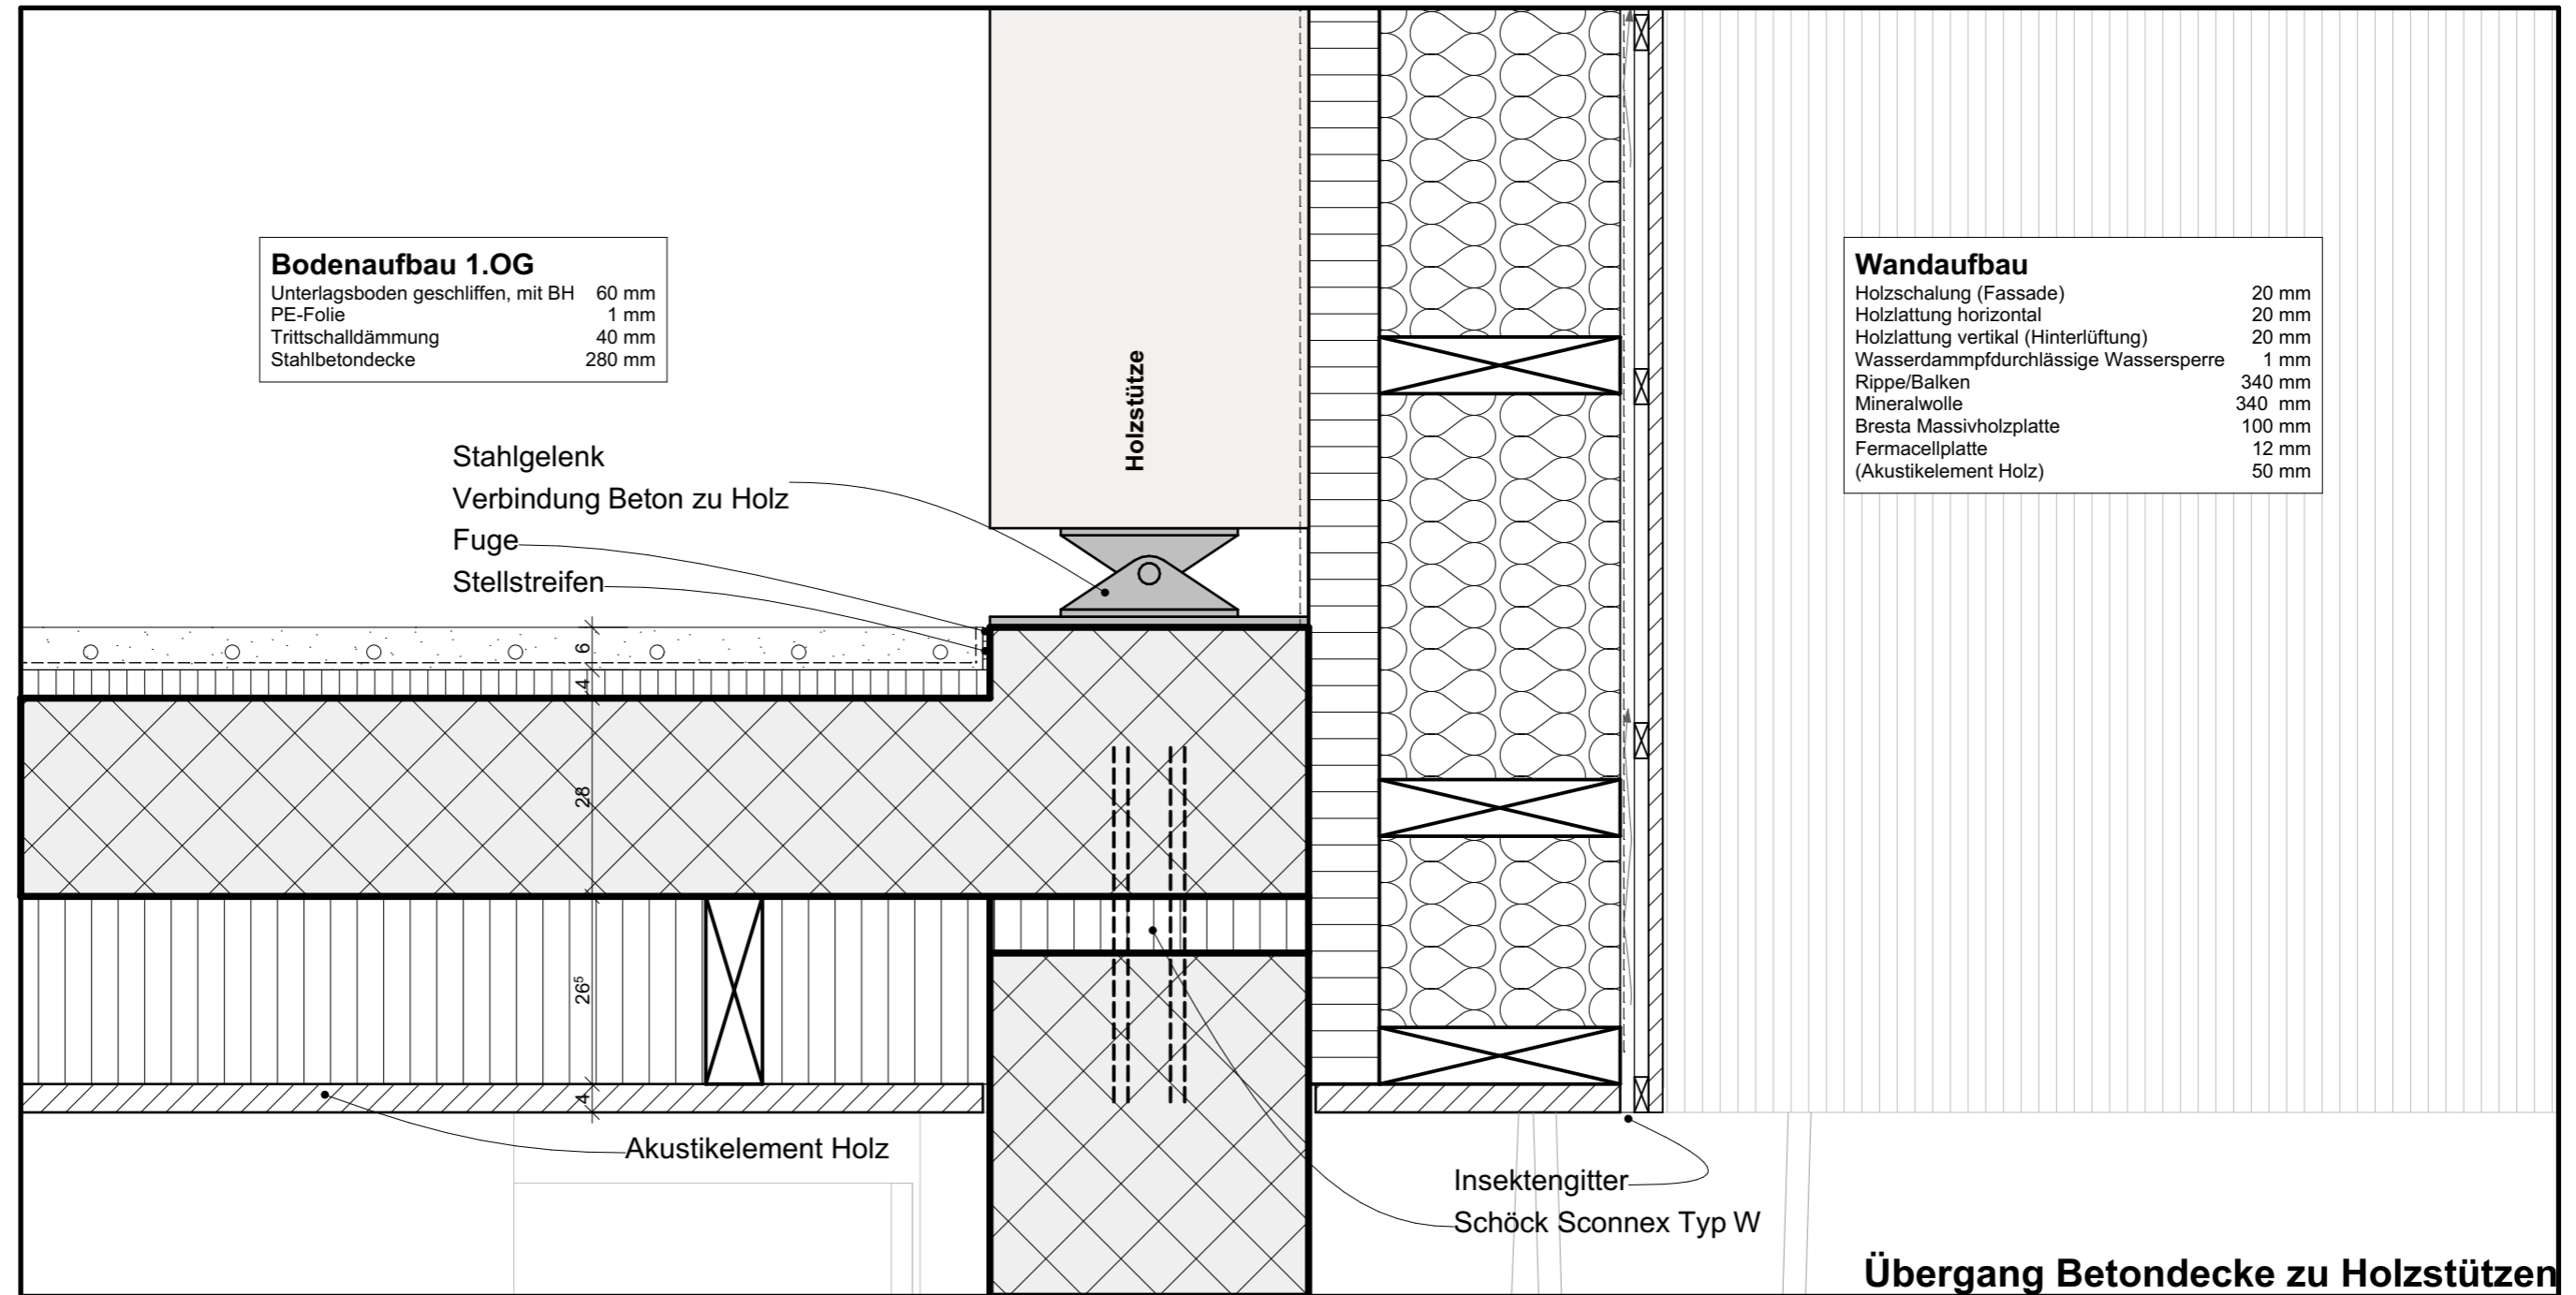 Bodenaufbau 1.OG
Unterlagsboden geschliffen, mit BH 60 mm
PE-Folie 1 mm
Trittschalldämmung 40 mm
Stahlbetondecke 280 mm
Wandaufbau
Holzschalung (Fassade) 20 mm
Holzlattung horizontal 20 mm
Holzlattung vertikal (Hinterlüftung) 20 mm
Wasserdammpfdurchlässige Wassersperre 1 mm
Rippe/Balken 340 mm
Mineralwolle 340 mm
Bresta Massivholzplatte 100 mm
Fermacellplatte 12 mm
(Akustikelement Holz) 50 mm
Holzstütze
Stahlgelenk
Verbindung Beton zu Holz
Fuge
Stellstreifen
6
4
28
26⁵
4
Akustikelement Holz
Insektengitter
Schöck Sconnex Typ W
Übergang Betondecke zu Holzstützen